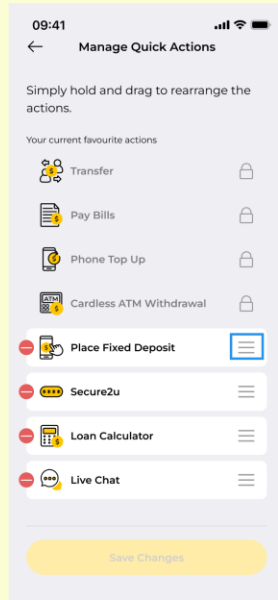 09:41
Manage Quick Actions
Simply hold and drag to rearrange the
actions.
Your current favourite actions
Transfer
Pay Bills
Phone Top Up
ATM
Cardless ATM Withdrawal
Place Fixed Deposit
Secure2u
Loan Calculator
Live Chat
Save Changes